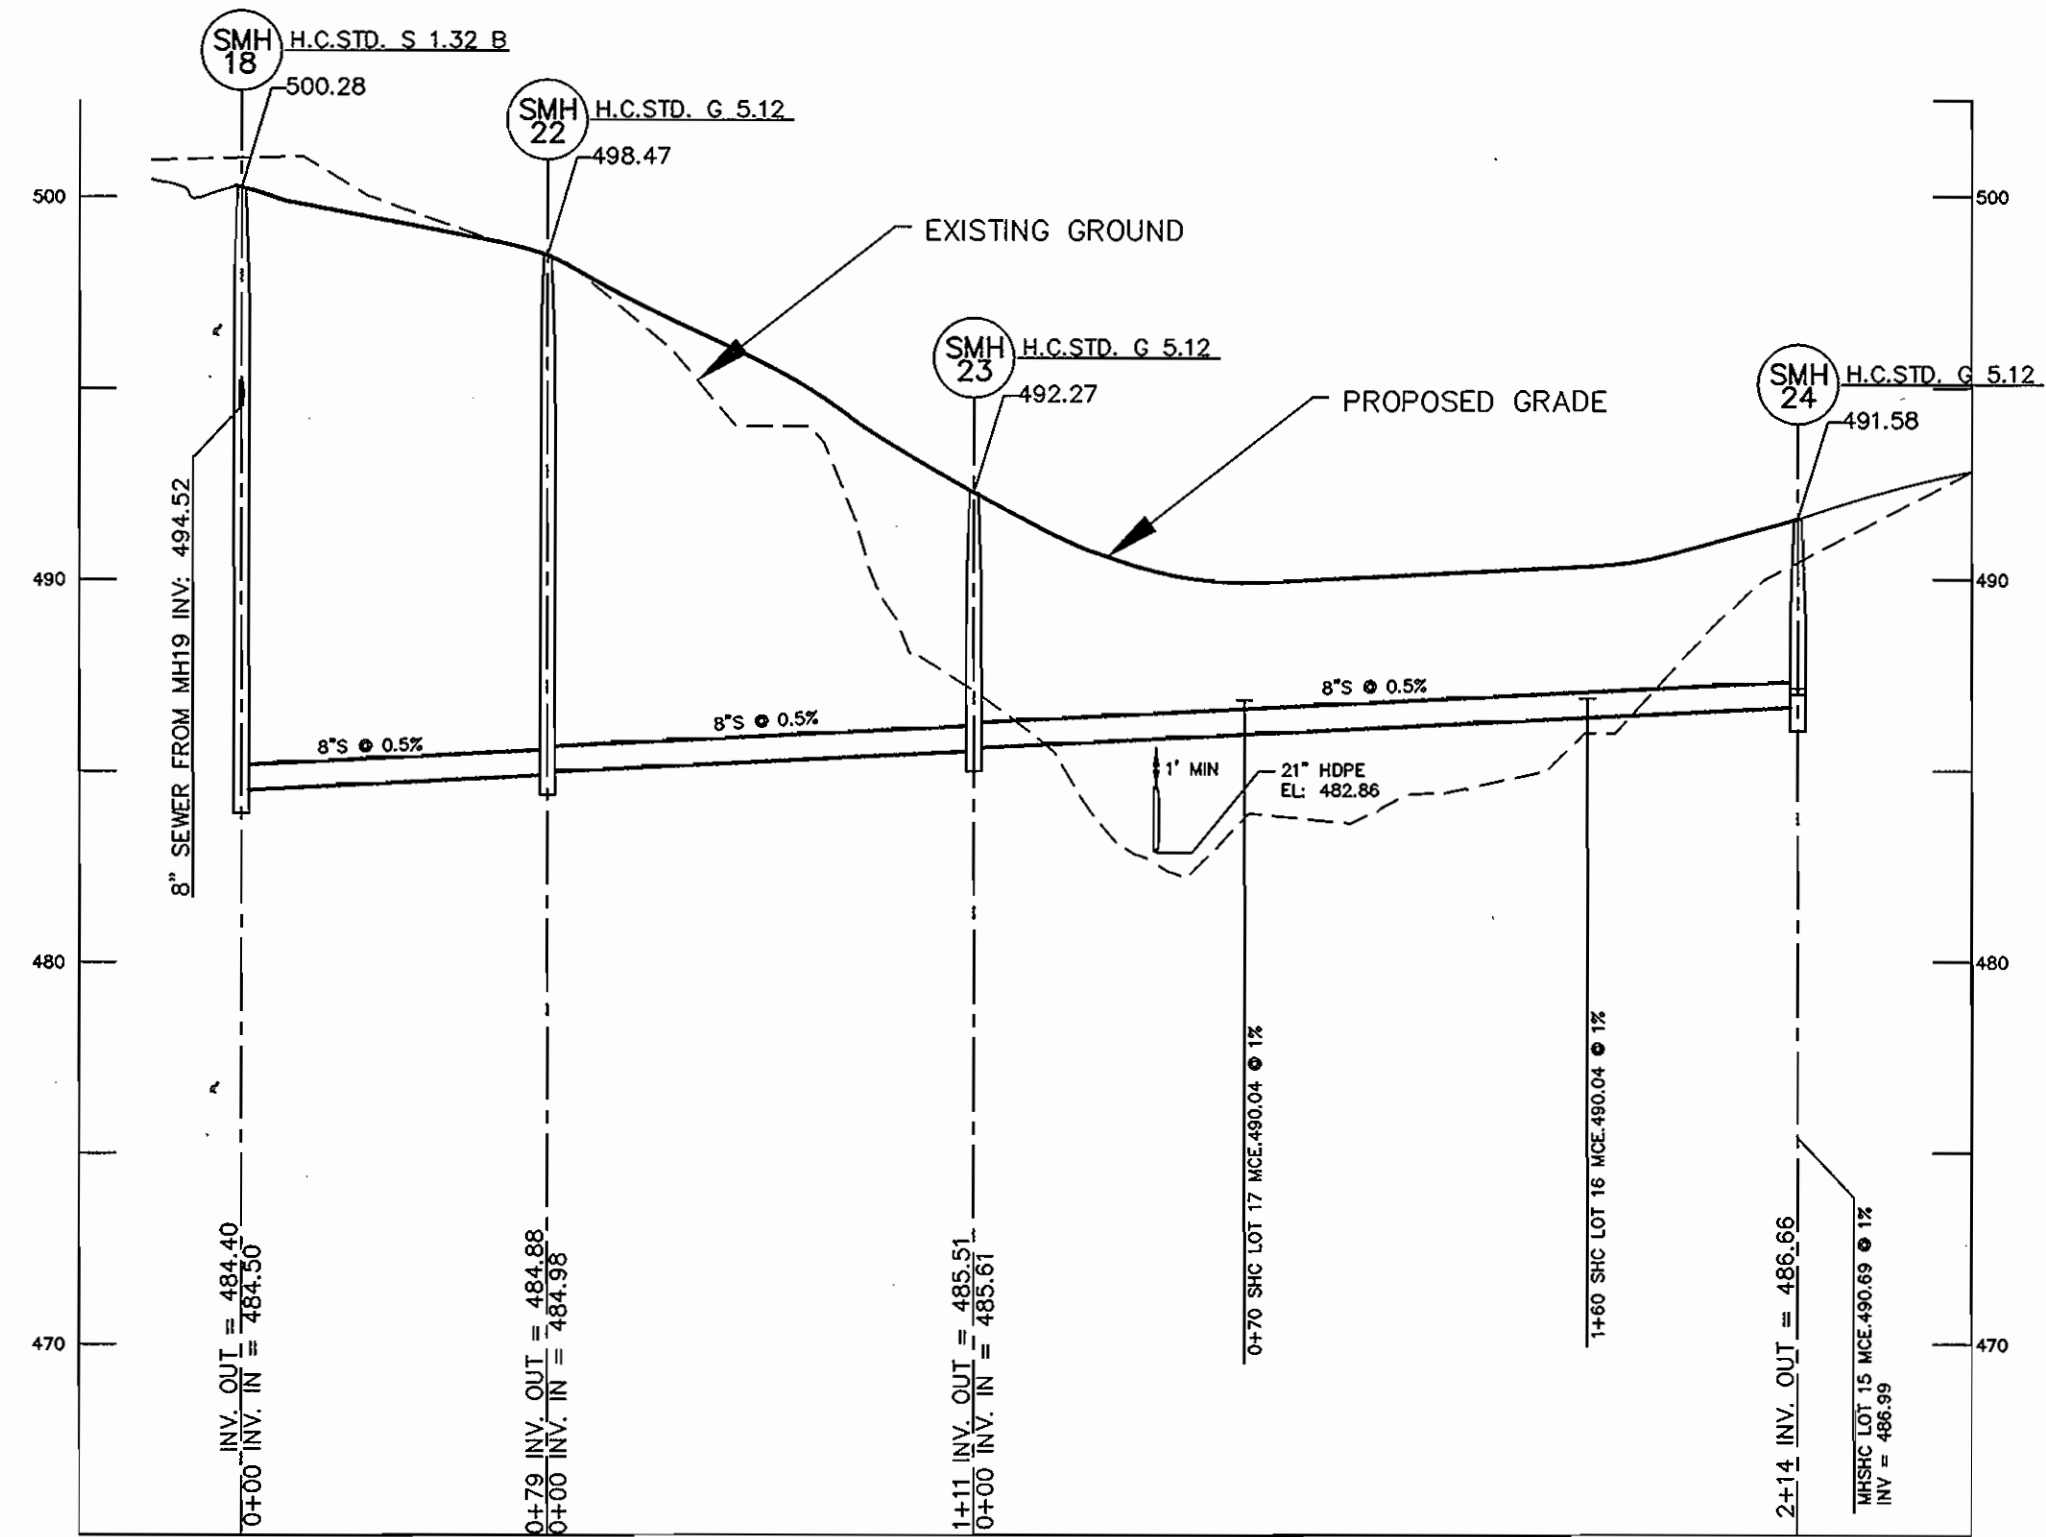 SMH
18
H.C.STD. S 1.32 B
500.28
SMH
22
H.C.STD. G 5.12
498.47
500
500
EXISTING GROUND
SMH
23
H.C.STD. G 5.12
492.27
PROPOSED GRADE
SMH
24
H.C.STD. G 5.12
491.58
8" SEWER FROM MH19 INV: 494.52
490
490
8"S @ 0.5%
8"S @ 0.5%
8"S @ 0.5%
1' MIN
21" HDPE
EL: 482.86
480
480
470
470
INV. OUT = 484.40
0+00 INV. IN = 484.50
0+79 INV. OUT = 484.88
0+00 INV. IN = 484.98
1+11 INV. OUT = 485.51
0+00 INV. IN = 485.61
0+70 SHC LOT 17 MCE.490.04 @ 1%
1+60 SHC LOT 16 MCE.490.04 @ 1%
2+14 INV. OUT = 486.66
MHSHC LOT 15 MCE.490.69 @ 1%
INV = 486.99